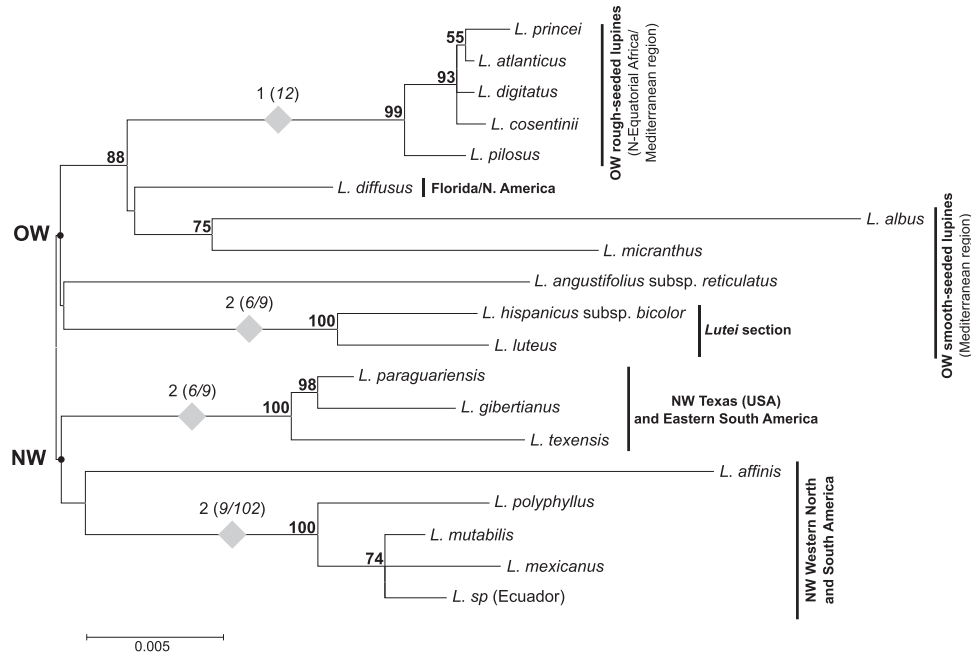 L. princei
55
L. atlanticus
93
L. digitatus
1 (12)
99
L. cosentinii
L. pilosus
OW rough-seeded lupines
(N-Equatorial Africa/
Mediterranean region)
88
L. diffusus
Florida/N. America
75
L. albus
L. micranthus
OW
L. angustifolius subsp. reticulatus
2 (6/9)
100
L. hispanicus subsp. bicolor
L. luteus
Lutei section
OW smooth-seeded lupines
(Mediterranean region)
2 (6/9)
98
L. paraguariensis
100
L. gibertianus
L. texensis
NW Texas (USA)
and Eastern South America
NW
L. affinis
2 (9/102)
100
L. polyphyllus
L. mutabilis
74
L. mexicanus
L. sp (Ecuador)
NW Western North
and South America
0.005